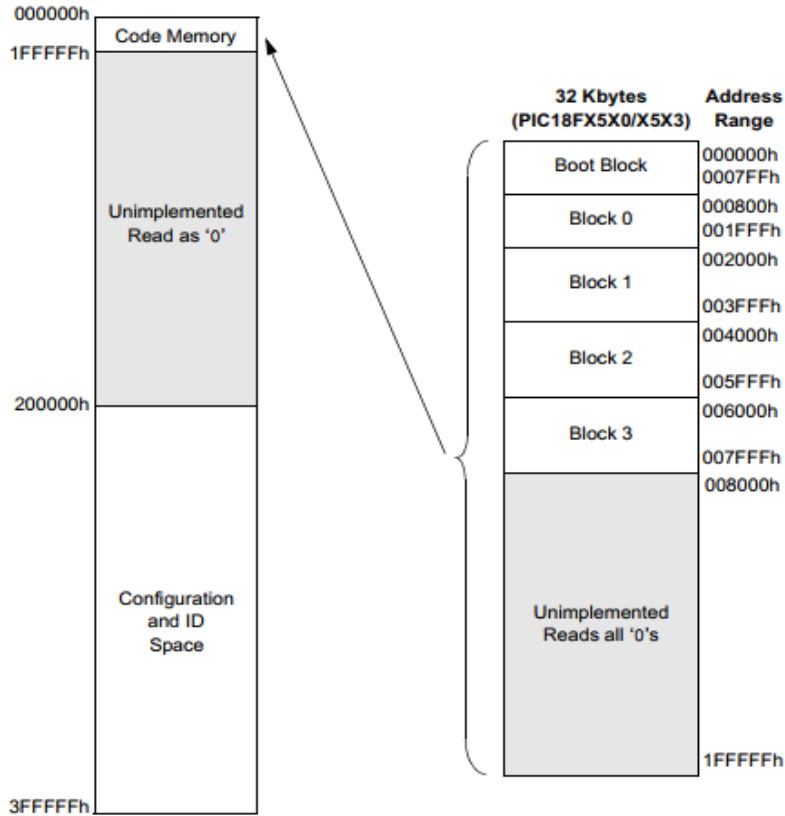 000000h
Code Memory
1FFFFFh
Unimplemented
Read as ‘0’
200000h
Configuration
and ID
Space
3FFFFFh
32 Kbytes
(PIC18FX5X0/X5X3)
Address
Range
Boot Block
000000h
0007FFh
Block 0
000800h
001FFFh
Block 1
002000h
003FFFh
Block 2
004000h
005FFFh
Block 3
006000h
007FFFh
008000h
Unimplemented
Reads all ‘0’s
1FFFFFh